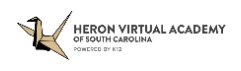 HERON VIRTUAL ACADEMY
OF SOUTH CAROLINA
POWERED BY K12